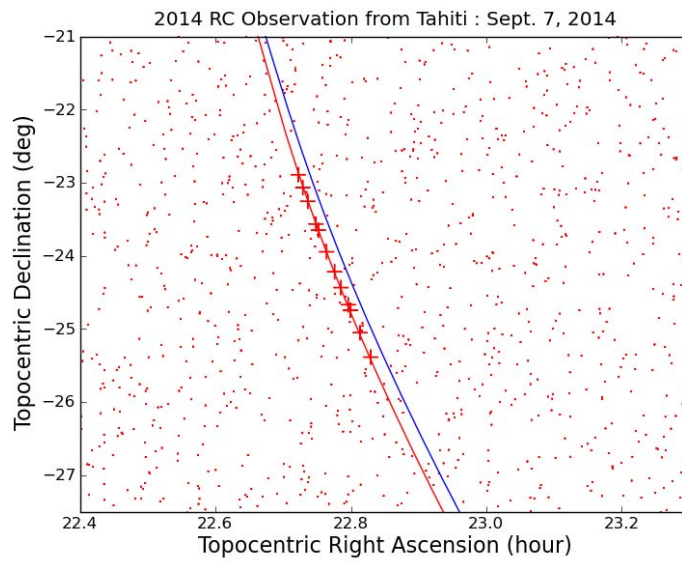 2014 RC Observation from Tahiti : Sept. 7, 2014
−21
−22
−23
−24
−25
−26
−27
Topocentric Declination (deg)
22.4 22.6 22.8 23.0 23.2
Topocentric Right Ascension (hour)